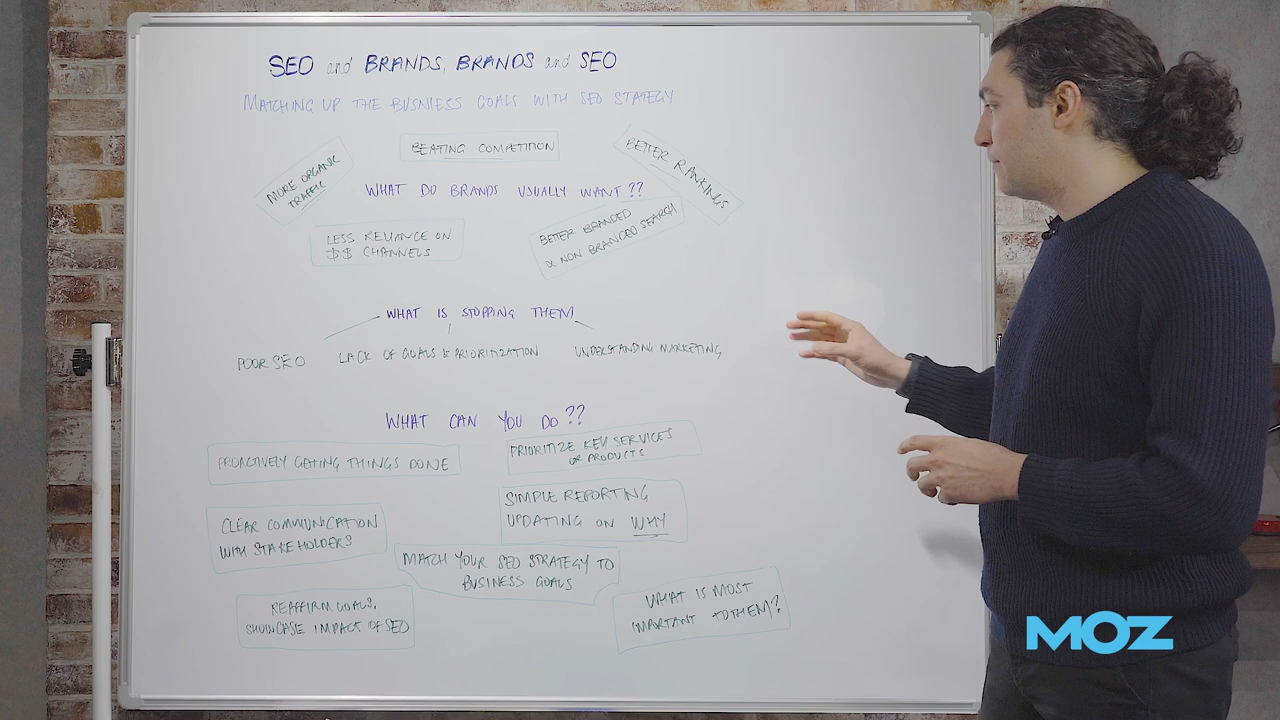 SEO and BRANDS, BRANDS and SEO
MATCHING UP THE BUSNIESS GOALS WITH SEO STATEGY
MORE ORGANIC
TRAFFIC
BEATING COMPETITION
BETTER RANKINGS
WHAT DO BRANDS USUALLY WANT??
LESS RELIANCE ON
$$ CHANNELS
BETTER BRANDED
& NON BRANDED SEARCH
WHAT IS STOPPING THEM
POOR SEO
LACK OF GOALS & PRIORITIZATION
UNDERSTANDING MARKETING
WHAT CAN YOU DO??
PROACTIVELY GETING THINGS DONE
PRIORITIZE KEY SERVICES
or PRODUCTS
CLEAR COMMUNICATION
WITH STAKEHOLDERS
SIMPLE REPORTING
UPDATING ON WHY
MATCH YOUR SEO STRATEGY TO
BUSINESS GOALS
REAFFIRM GOALS,
SHOWCASE IMPACT OF SEO
WHAT IS MOST
IMARTANT TO THEM?
MOZ